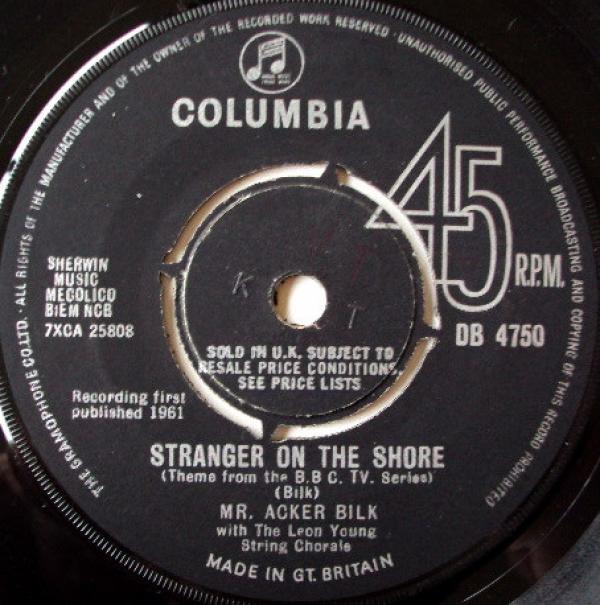 THE GRAMOPHONE CO. LTD. · ALL RIGHTS OF THE MANUFACTURER AND OF THE OWNER OF THE RECORDED WORK RESERVED · UNAUTHORISED PUBLIC PERFORMANCE BROADCASTING AND COPYING OF THIS RECORD PROHIBITED
COLUMBIA
45
R.P.M.
DB 4750
SHERWIN
MUSIC
MECOLICO
BIEM NCB
7XCA 25808
K T
SOLD IN U.K. SUBJECT TO
RESALE PRICE CONDITIONS,
SEE PRICE LISTS
Recording first
published 1961
STRANGER ON THE SHORE
(Theme from the B.B C. TV. Series)
(Bilk)
MR. ACKER BILK
with The Leon Young
String Chorale
MADE IN GT. BRITAIN